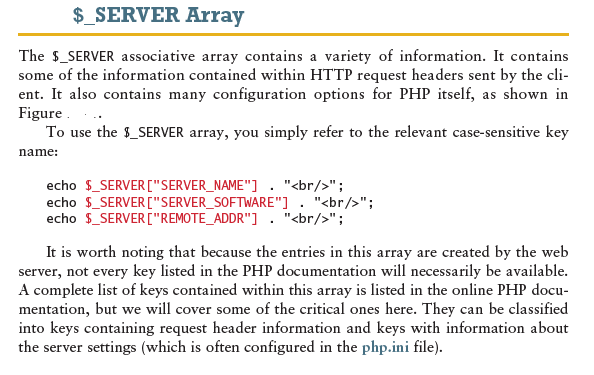 $_SERVER Array
The $_SERVER associative array contains a variety of information. It contains
some of the information contained within HTTP request headers sent by the cli-
ent. It also contains many configuration options for PHP itself, as shown in
Figure
To use the $_SERVER array, you simply refer to the relevant case-sensitive key
name:
echo $_SERVER["SERVER_NAME"] . "<br/>";
echo $_SERVER["SERVER_SOFTWARE"] . "<br/>";
echo $_SERVER["REMOTE_ADDR"] . "<br/>";
It is worth noting that because the entries in this array are created by the web
server, not every key listed in the PHP documentation will necessarily be available.
A complete list of keys contained within this array is listed in the online PHP docu-
mentation, but we will cover some of the critical ones here. They can be classified
into keys containing request header information and keys with information about
the server settings (which is often configured in the php.ini file).